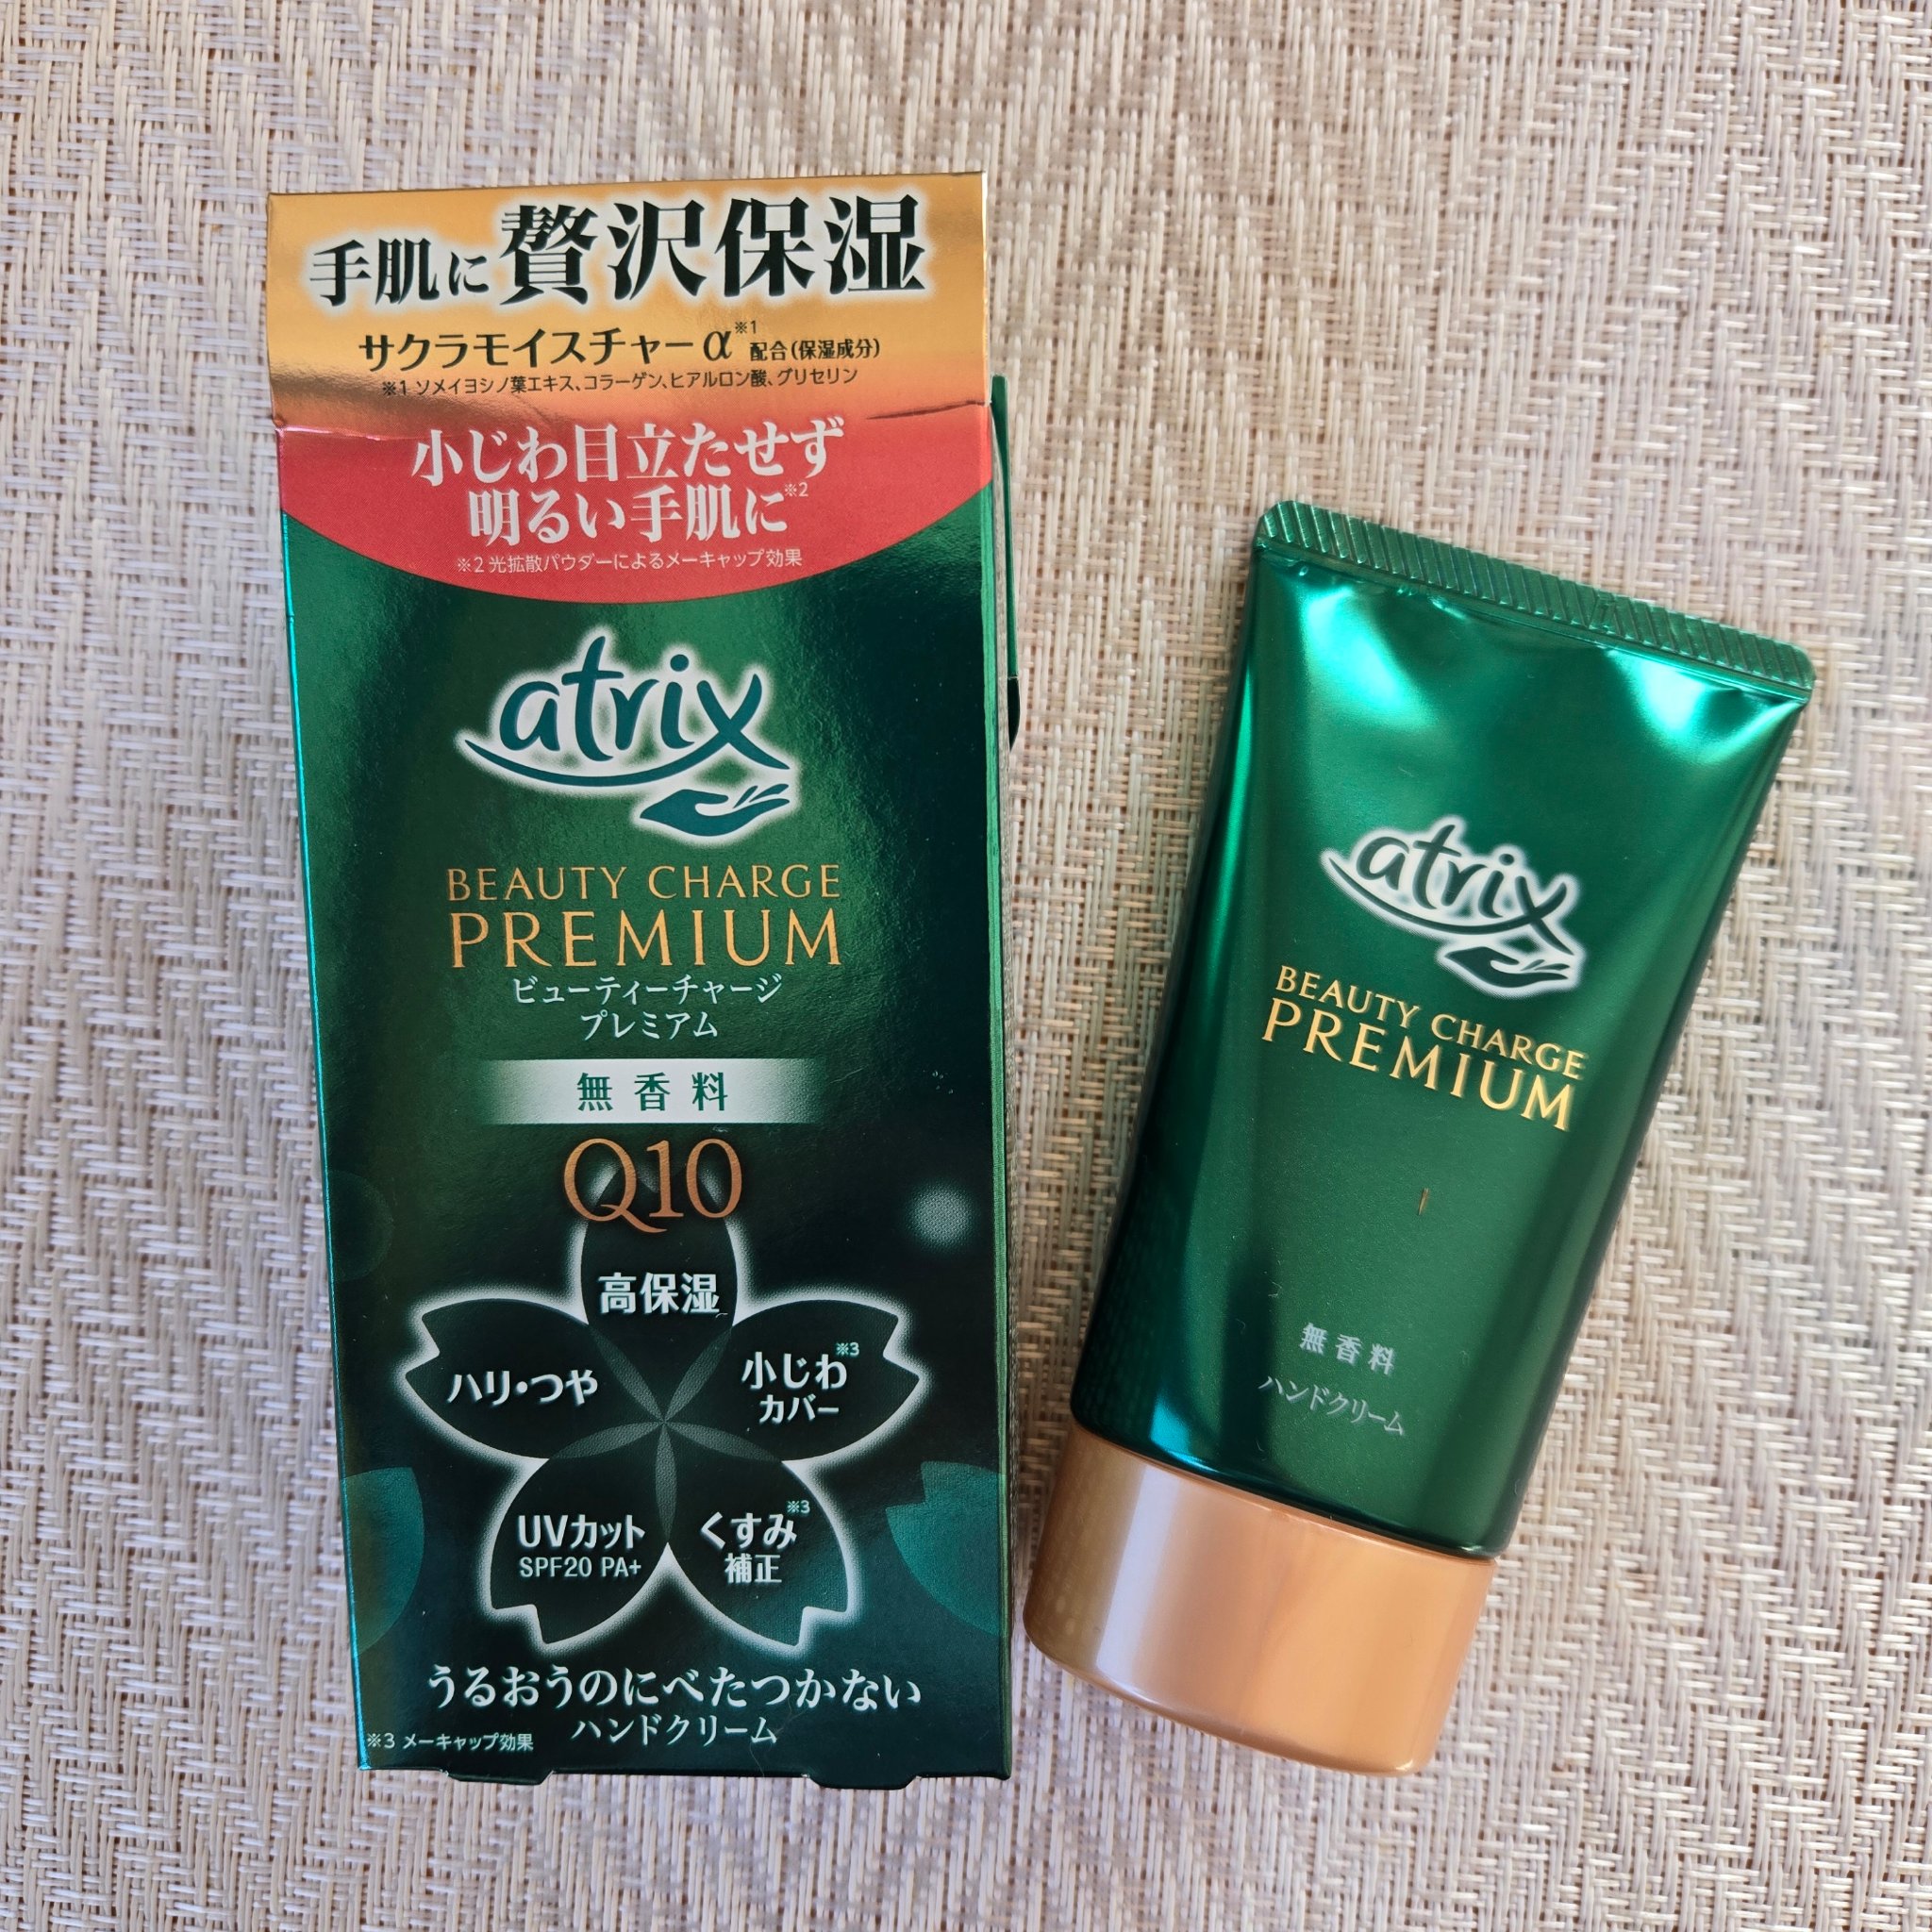 手肌に贅沢保湿
サクラモイスチャーα※1 配合(保湿成分)
※1 ソメイヨシノ葉エキス、コラーゲン、ヒアルロン酸、グリセリン
小じわ目立たせず
明るい手肌に※2
※2 光拡散パウダーによるメーキャップ効果
atrix
BEAUTY CHARGE
PREMIUM
ビューティーチャージ
プレミアム
無香料
Q10
高保湿
ハリ・つや
小じわ※3
カバー
UVカット
SPF20 PA+
くすみ※3
補正
うるおうのにべたつかない
ハンドクリーム
※3 メーキャップ効果
atrix
BEAUTY CHARGE
PREMIUM
無香料
ハンドクリーム